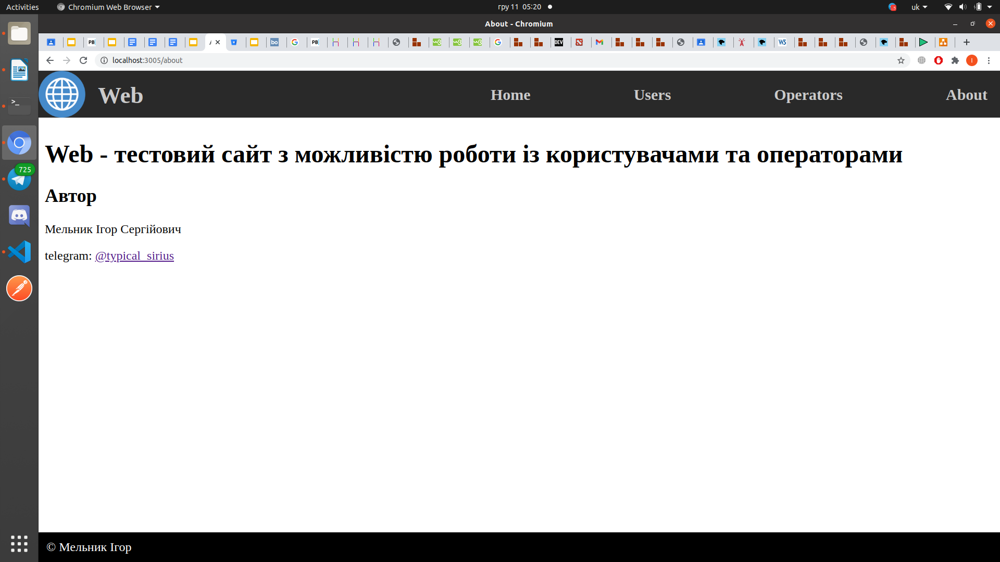 Activities Chromium Web Browser гру 11 05:20 uk
About - Chromium
localhost:3005/about
Web Home Users Operators About
725
Web - тестовий сайт з можливістю роботи із користувачами та операторами
Автор
Мельник Ігор Сергійович
telegram: @typical_sirius
© Мельник Ігор